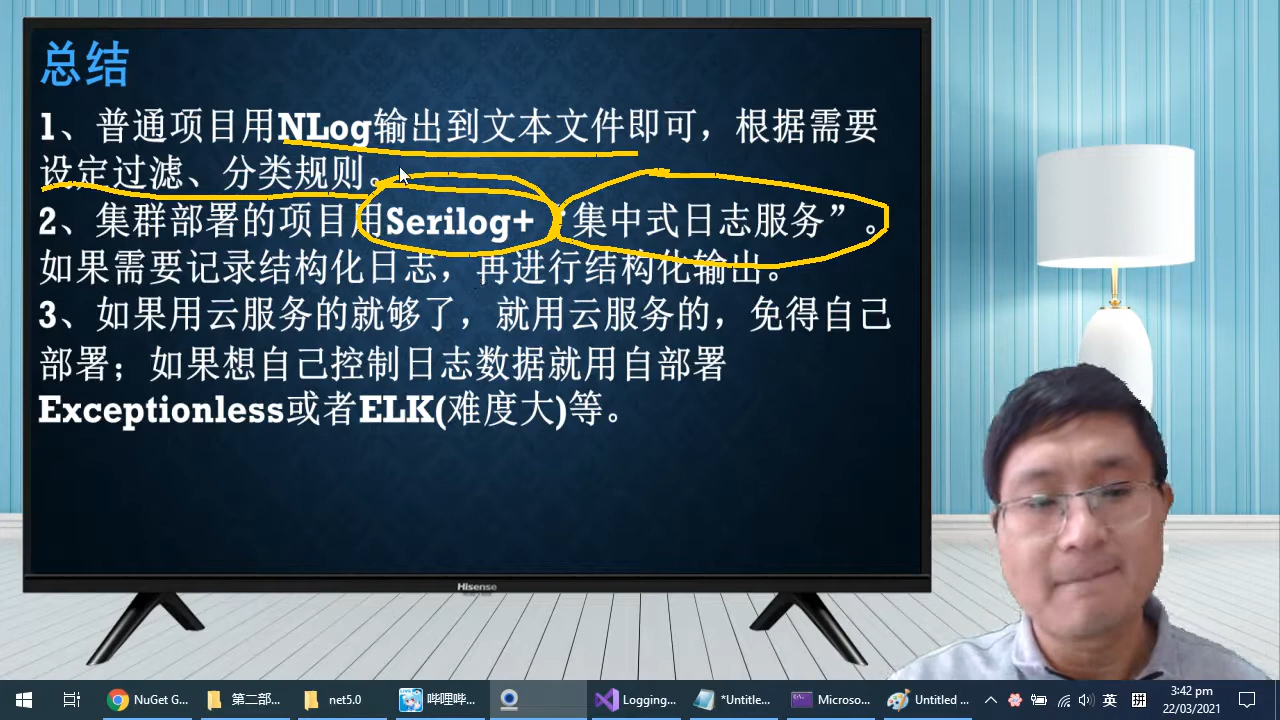 总结
1、普通项目用NLog输出到文本文件即可，根据需要
设定过滤、分类规则。
2、集群部署的项目用Serilog+“集中式日志服务”。
如果需要记录结构化日志，再进行结构化输出。
3、如果用云服务的就够了，就用云服务的，免得自己
部署；如果想自己控制日志数据就用自部署
Exceptionless或者ELK(难度大)等。
Hisense
NuGet G...
第二部...
net5.0
哔哩哔...
Logging...
*Untitle...
Microso...
Untitled ...
英
拼
3:42 pm
22/03/2021